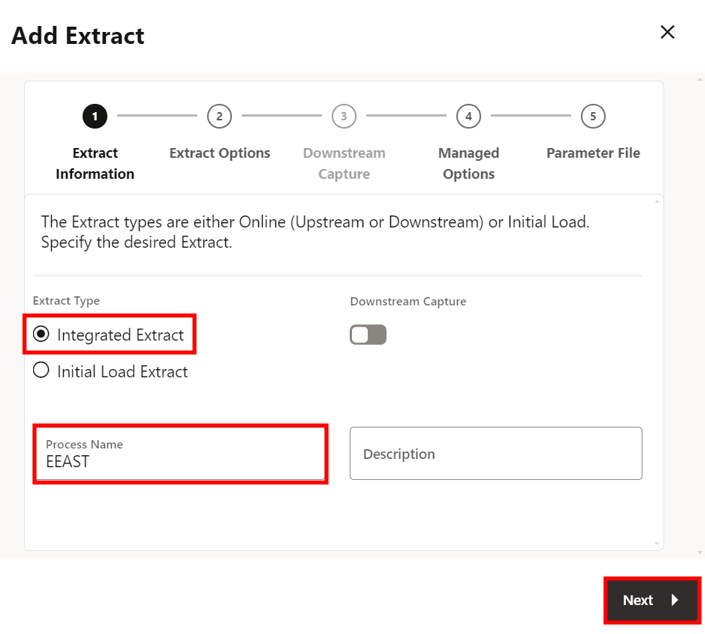 Add Extract
1
2
3
4
5
Extract
Information
Extract Options
Downstream
Capture
Managed
Options
Parameter File
The Extract types are either Online (Upstream or Downstream) or Initial Load.
Specify the desired Extract.
Extract Type
Downstream Capture
Integrated Extract
Initial Load Extract
Process Name
EEAST
Description
Next